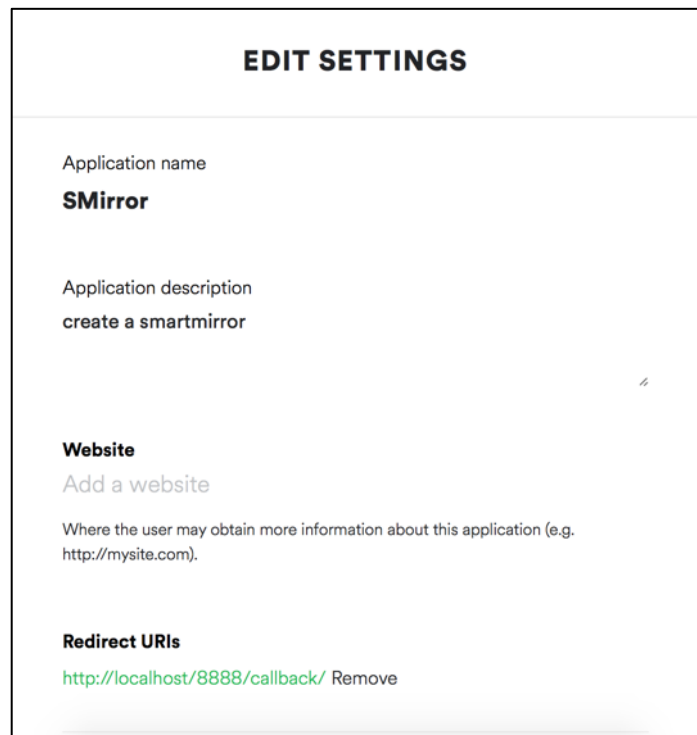 EDIT SETTINGS
Application name
SMirror
Application description
create a smartmirror
Website
Add a website
Where the user may obtain more information about this application (e.g.
http://mysite.com).
Redirect URIs
http://localhost/8888/callback/ Remove